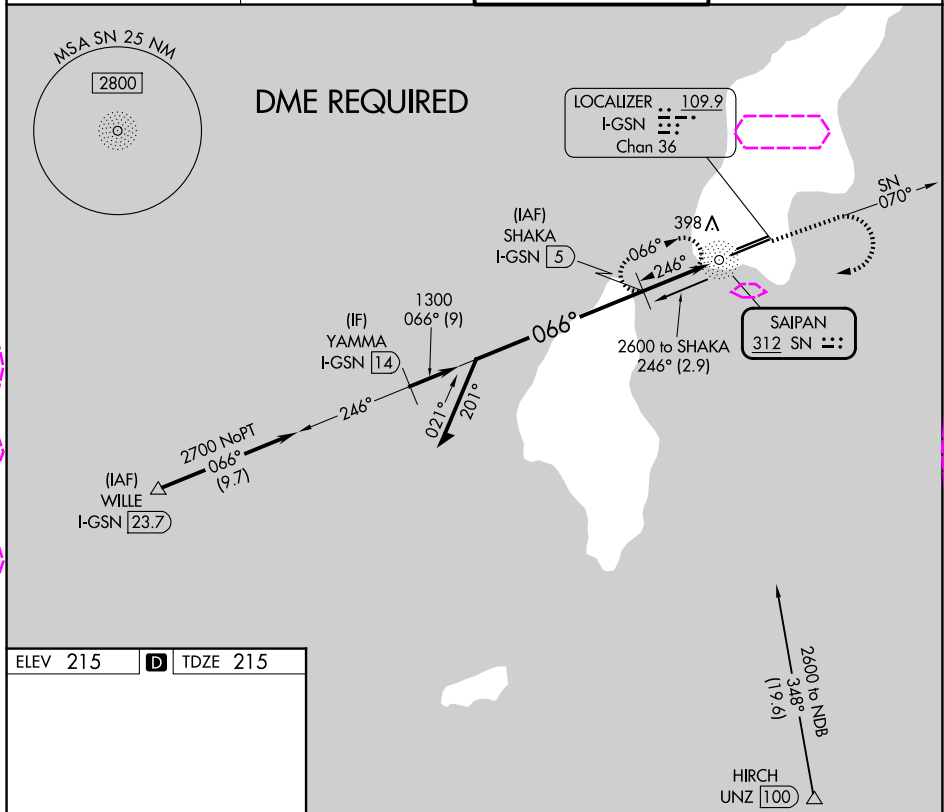 MSA SN 25 NM
2800
DME REQUIRED
LOCALIZER 109.9
I-GSN
Chan 36
SN
070°
(IAF)
SHAKA
I-GSN 5
398
066°
246°
1300
066° (9)
(IF)
YAMMA
I-GSN 14
066°
2600 to SHAKA
246° (2.9)
SAIPAN
312 SN
246°
021°
201°
2700 NoPT
066°
(9.7)
(IAF)
WILLE
I-GSN 23.7
ELEV 215 D TDZE 215
2600 to NDB
348°
(19.6)
HIRCH
UNZ 100